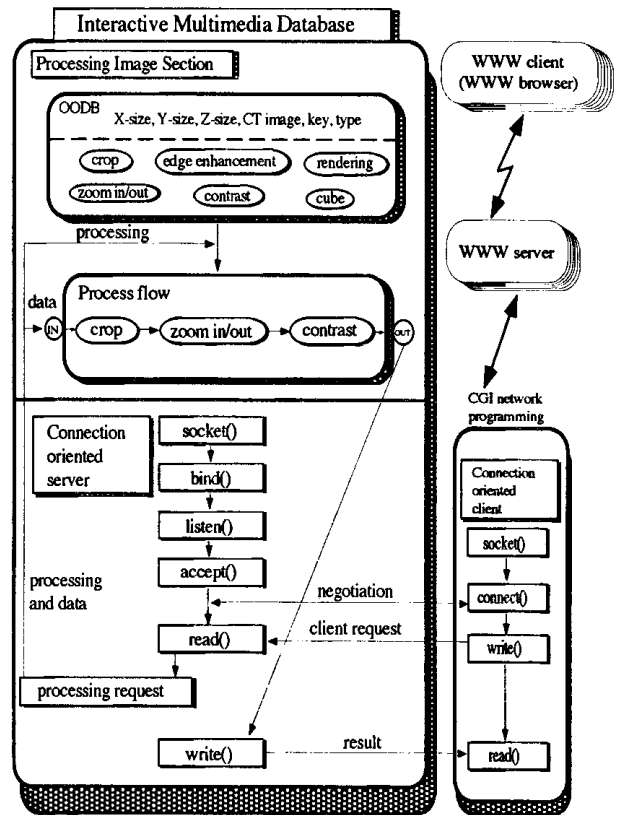 Interactive Multimedia Database
Processing Image Section
OODB
X-size, Y-size, Z-size, CT image, key, type
crop
edge enhancement
rendering
zoom in/out
contrast
cube
processing
data
Process flow
IN
crop
zoom in/out
contrast
OUT
Connection
oriented
server
socket()
bind()
listen()
accept()
processing
and data
read()
processing request
write()
negotiation
client request
result
WWW client
(WWW browser)
WWW server
CGI network
programming
Connection
oriented
client
socket()
connect()
write()
read()